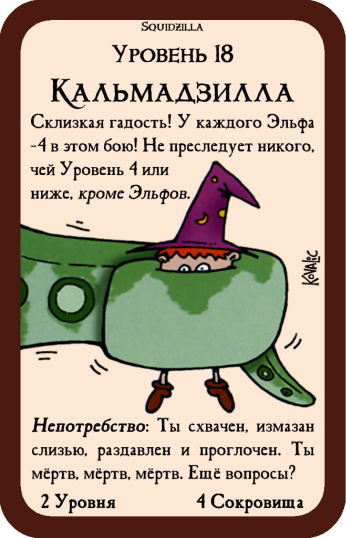 Squidzilla
Уровень 18
Кальмадзилла
Склизкая гадость! У каждого Эльфа
-4 в этом бою! Не преследует никого,
чей Уровень 4 или
ниже, кроме Эльфов.
Kovalic
Непотребство: Ты схвачен, измазан
слизью, раздавлен и проглочен. Ты
мёртв, мёртв, мёртв. Ещё вопросы?
2 Уровня 4 Сокровища